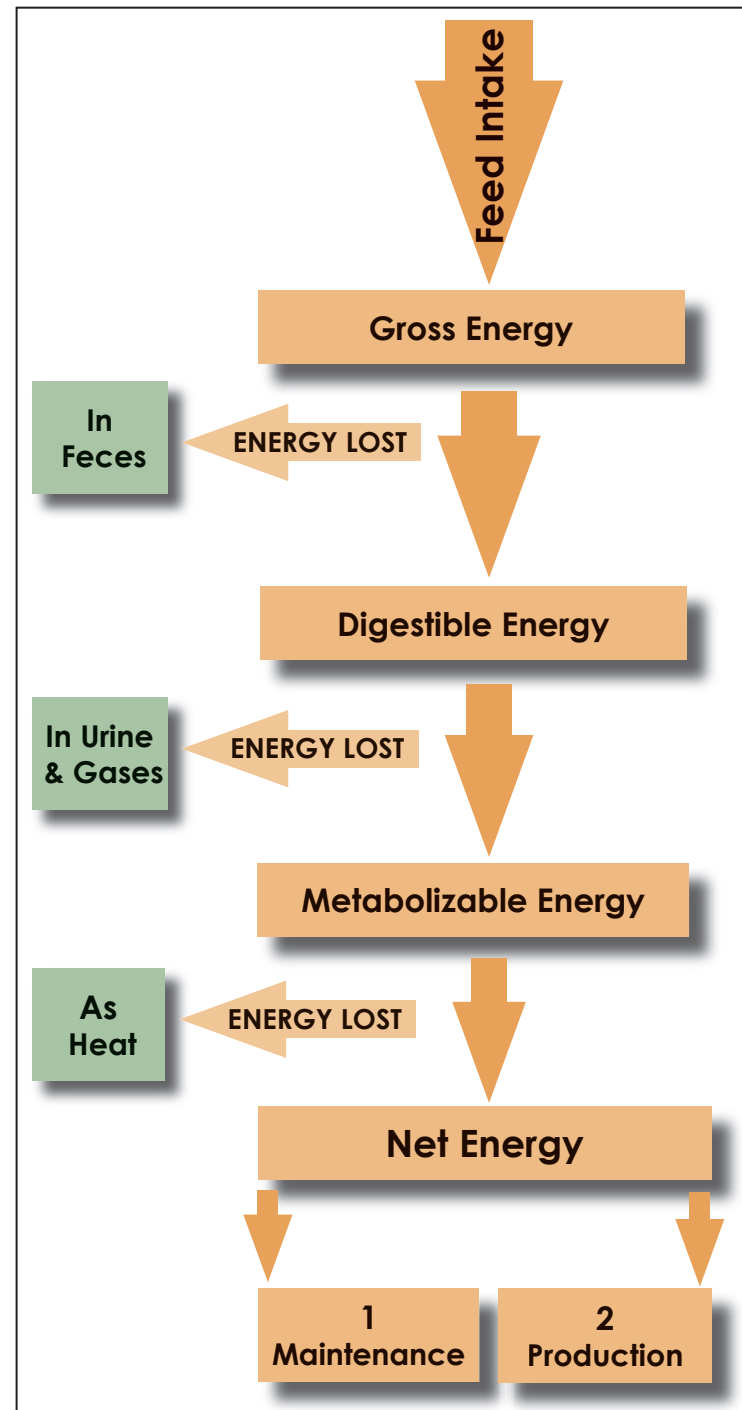 Feed Intake
Gross Energy
In
Feces
ENERGY LOST
Digestible Energy
In Urine
& Gases
ENERGY LOST
Metabolizable Energy
As
Heat
ENERGY LOST
Net Energy
1
Maintenance
2
Production